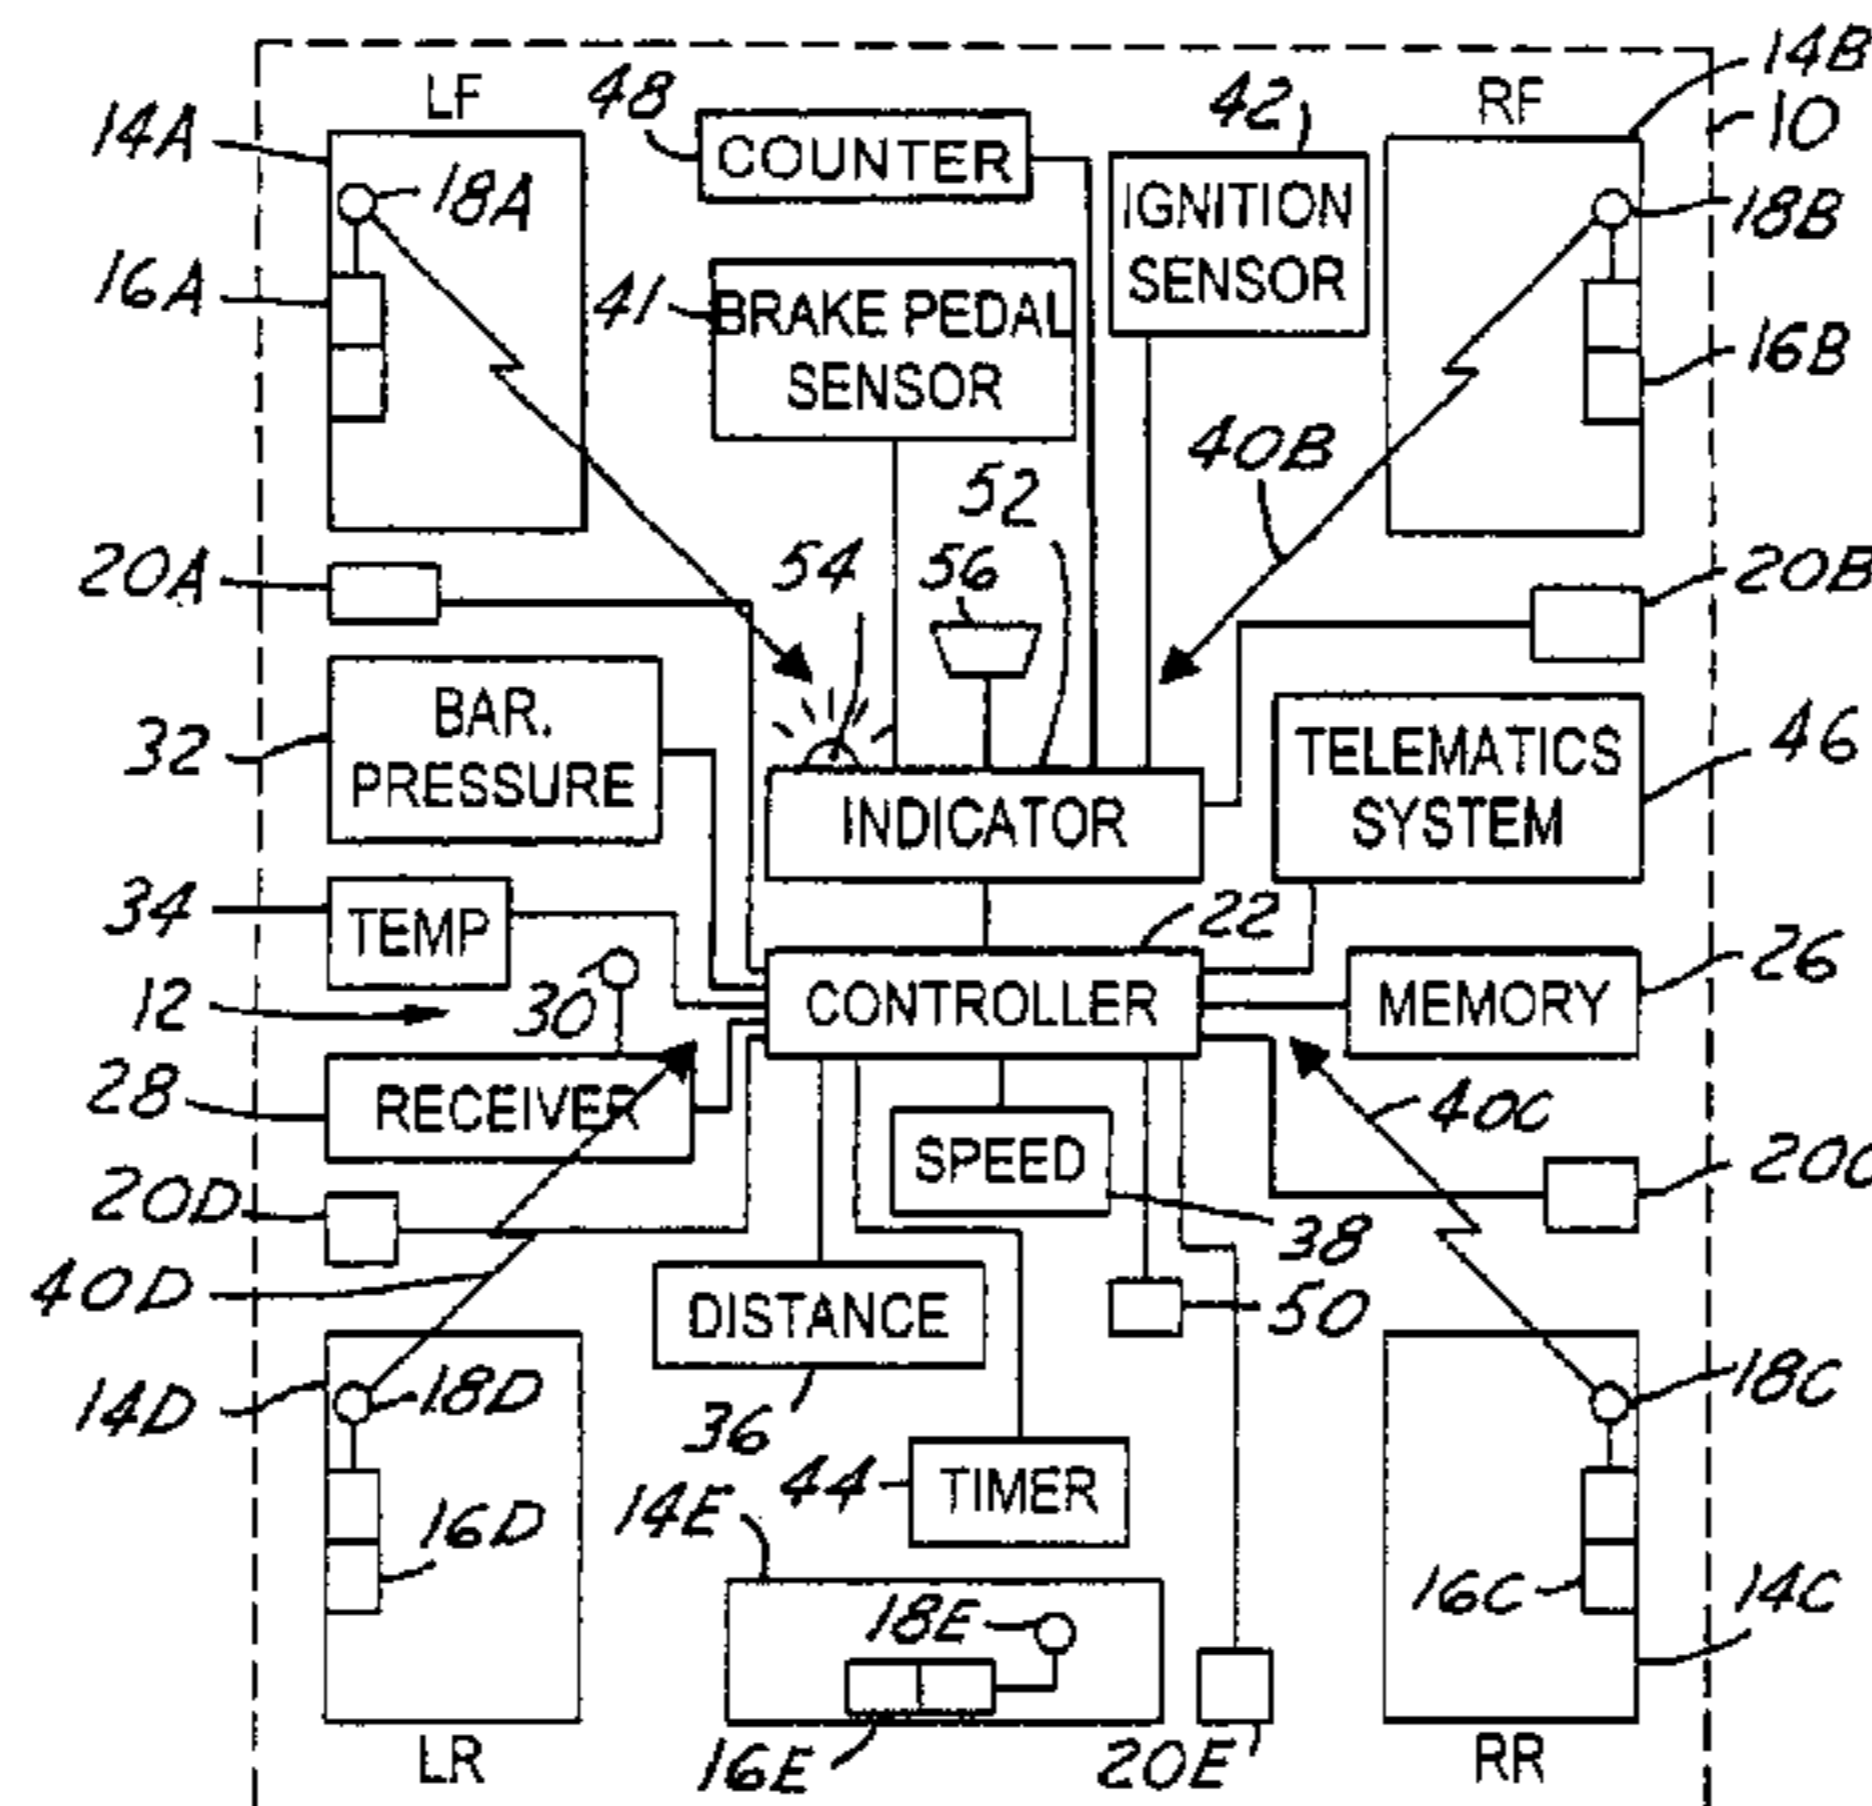 LF
48
42
RF
14B
10
14A
COUNTER
18A
IGNITION
SENSOR
18B
16A
41
BRAKE PEDAL
SENSOR
16B
40B
52
20A
54
56
20B
BAR.
PRESSURE
32
INDICATOR
TELEMATICS
SYSTEM
46
34
TEMP
22
12
30
CONTROLLER
MEMORY
26
28
RECEIVER
SPEED
40C
20C
20D
38
40D
DISTANCE
50
14D
18D
36
18C
44
TIMER
14E
16D
18E
16C
14C
LR
16E
20E
RR